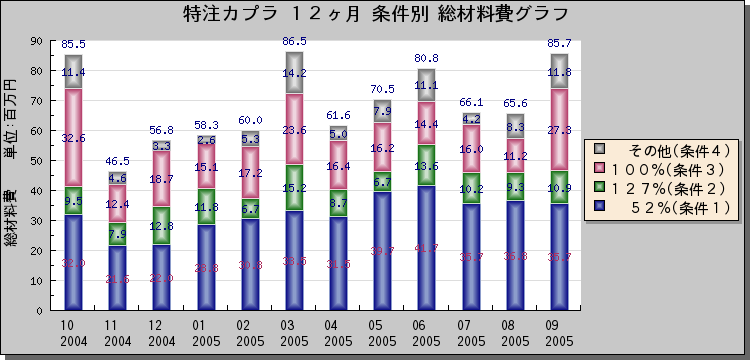 特注カプラ １２ヶ月 条件別 総材料費グラフ
総材料費　　単位:百万円
90
80
70
60
50
40
30
20
10
0
85.5 46.5 56.8 58.3 60.0 86.5 61.6 70.5 80.8 66.1 65.6 85.7
11.4 4.6 3.3 2.6 5.3 14.2 5.0 7.9 11.1 4.2 8.3 11.8
32.6 12.4 18.7 15.1 17.2 23.6 16.4 16.2 14.4 16.0 11.2 27.3
9.5 7.9 12.8 11.8 6.7 15.2 8.7 6.7 13.6 10.2 9.3 10.9
32.0 21.6 22.0 28.8 30.8 33.5 31.5 39.7 41.7 35.7 36.8 35.7
10 11 12 01 02 03 04 05 06 07 08 09
2004 2004 2004 2005 2005 2005 2005 2005 2005 2005 2005 2005
その他(条件４)
１００％(条件３)
１２７％(条件２)
５２％(条件１)